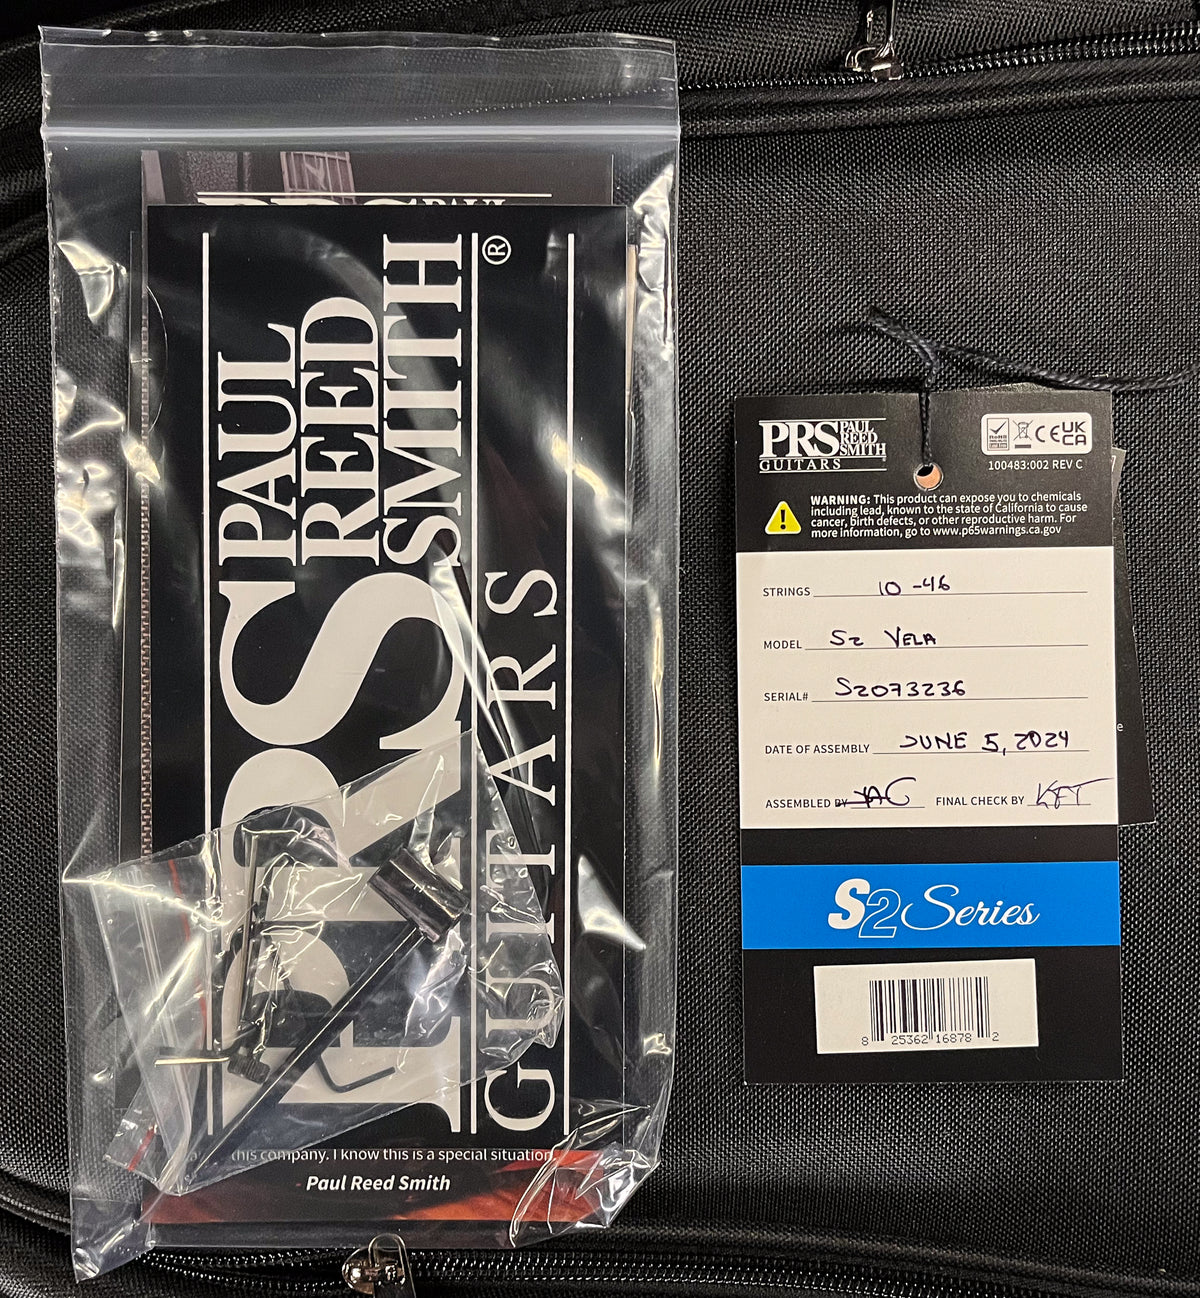 PAUL
REED
SMITH
®
PRS
GUITARS
this company. I know this is a special situation.
Paul Reed Smith
PRS PAUL
REED
SMITH
GUITARS
RoHS
CE UK
CA
100483:002 REV C
WARNING: This product can expose you to chemicals
including lead, known to the state of California to cause
cancer, birth defects, or other reproductive harm. For
more information, go to www.p65warnings.ca.gov
STRINGS 10-46
MODEL S2 VELA
SERIAL# S2073236
DATE OF ASSEMBLY JUNE 5, 2024
ASSEMBLED BY FINAL CHECK BY
S2 Series
8 25362 16878 2